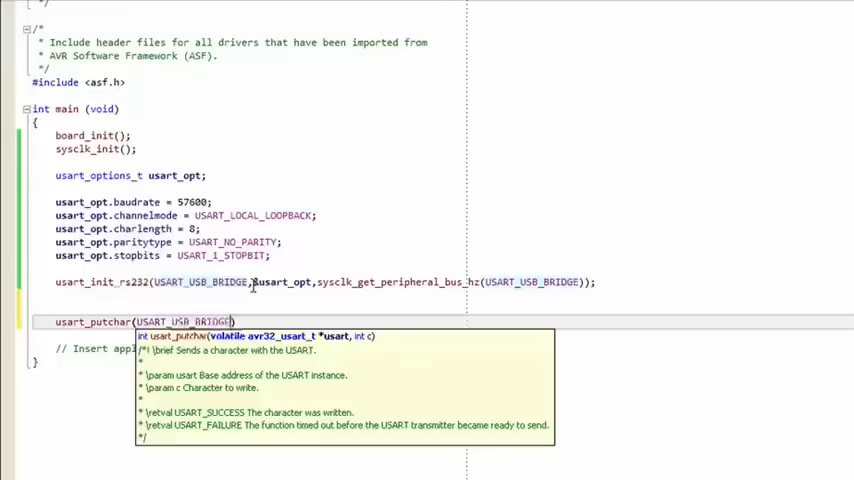 */
/*
* Include header files for all drivers that have been imported from
* AVR Software Framework (ASF).
*/
#include <asf.h>
int main (void)
{
board_init();
sysclk_init();
usart_options_t usart_opt;
usart_opt.baudrate = 57600;
usart_opt.channelmode = USART_LOCAL_LOOPBACK;
usart_opt.charlength = 8;
usart_opt.paritytype = USART_NO_PARITY;
usart_opt.stopbits = USART_1_STOPBIT;
usart_init_rs232(USART_USB_BRIDGE,&usart_opt,sysclk_get_peripheral_bus_hz(USART_USB_BRIDGE));
usart_putchar(USART_USB_BRIDGE)
int usart_putchar(volatile avr32_usart_t *usart, int c)
// Insert appl
/*! \brief Sends a character with the USART.
*
}
* \param usart Base address of the USART instance.
* \param c Character to write.
*
* \retval USART_SUCCESS The character was written.
* \retval USART_FAILURE The function timed out before the USART transmitter became ready to send.
*/